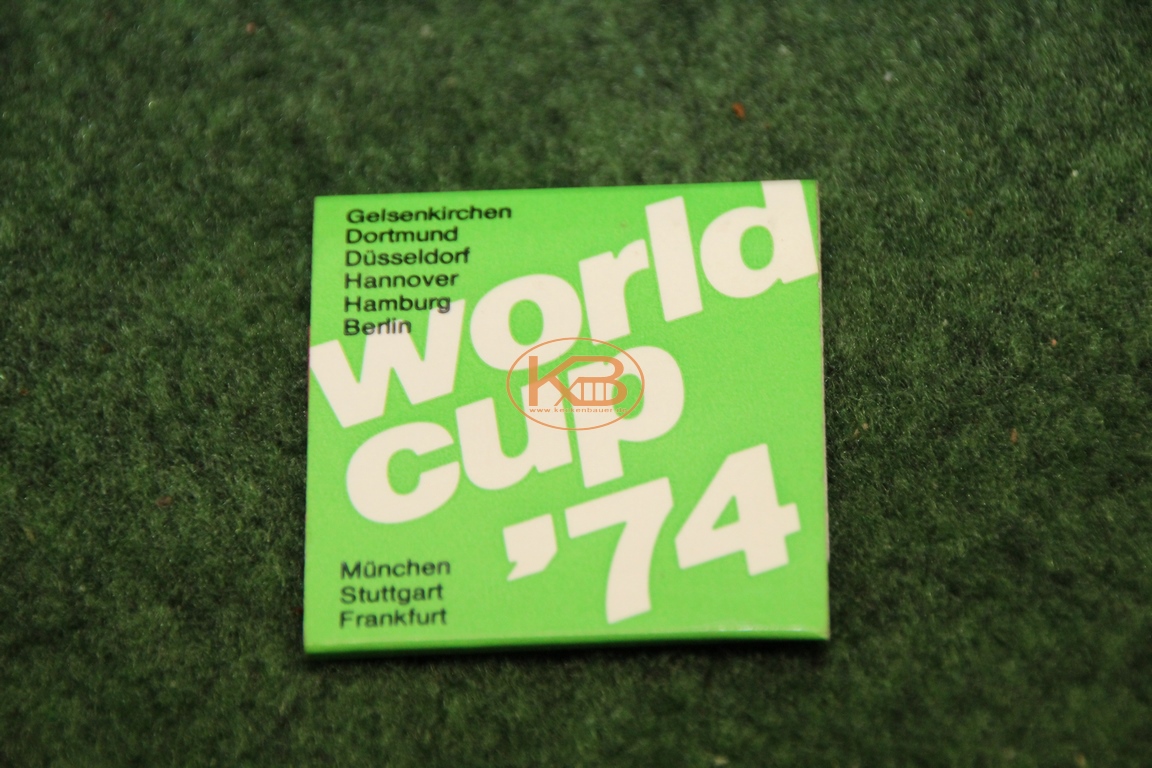 Gelsenkirchen
Dortmund
Düsseldorf
Hannover
Hamburg
Berlin
world
cup
'74
München
Stuttgart
Frankfurt
KB